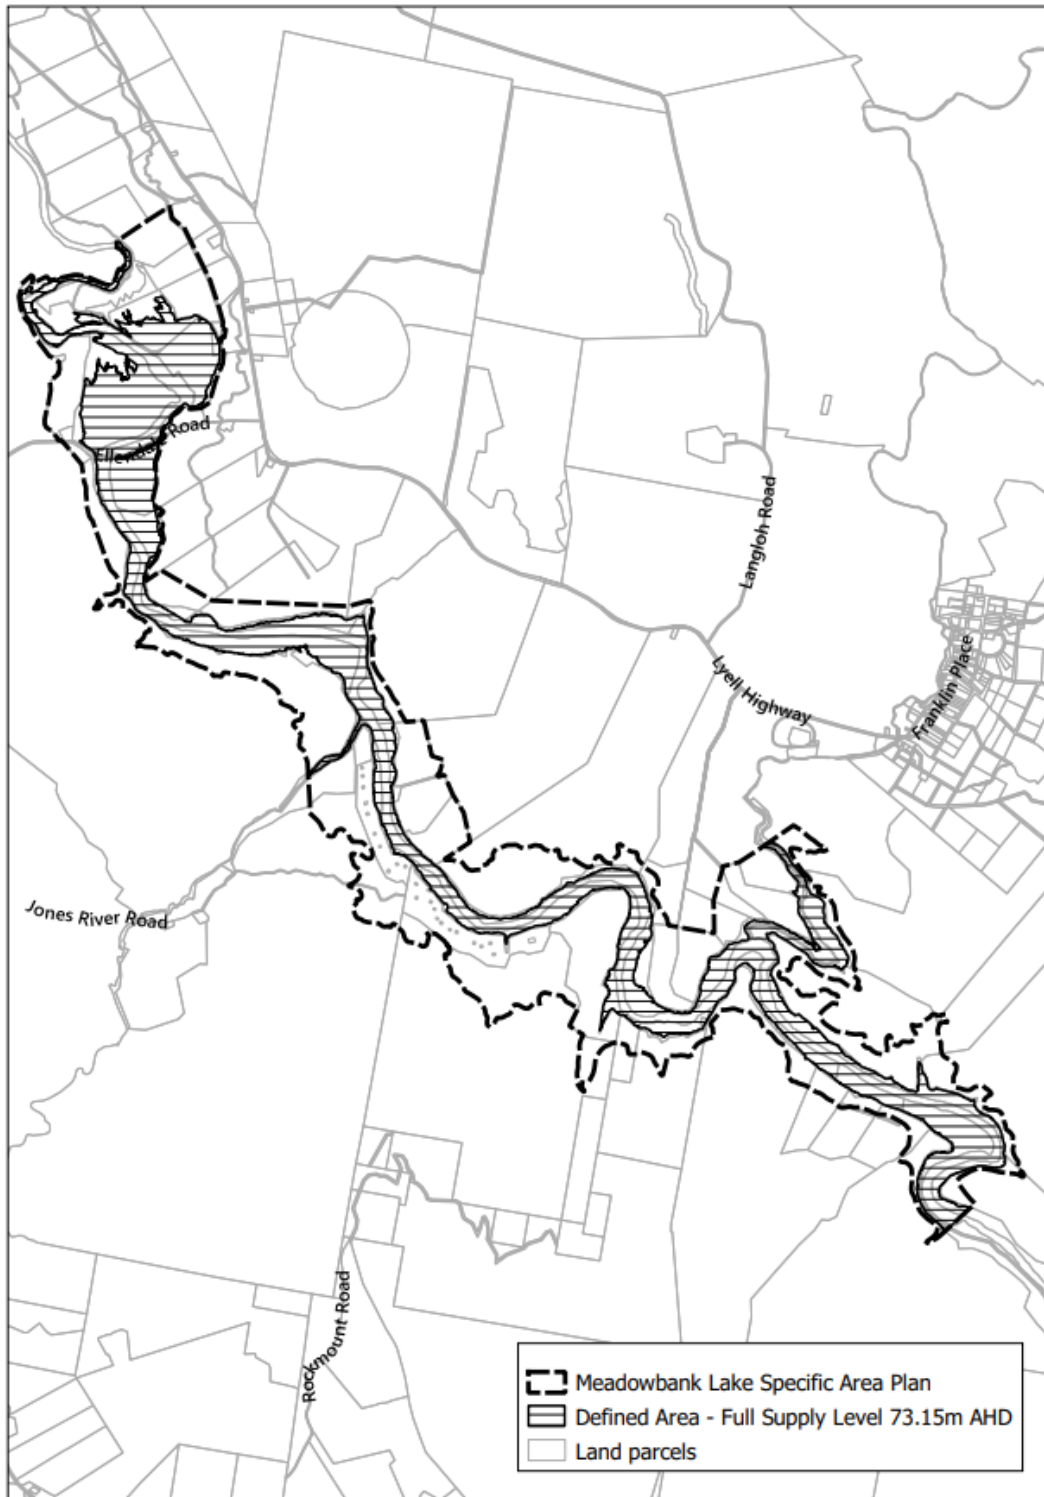 Ellendale Road
Langloh Road
Franklin Place
Lyell Highway
Jones River Road
Rockmount Road
Meadowbank Lake Specific Area Plan
Defined Area - Full Supply Level 73.15m AHD
Land parcels